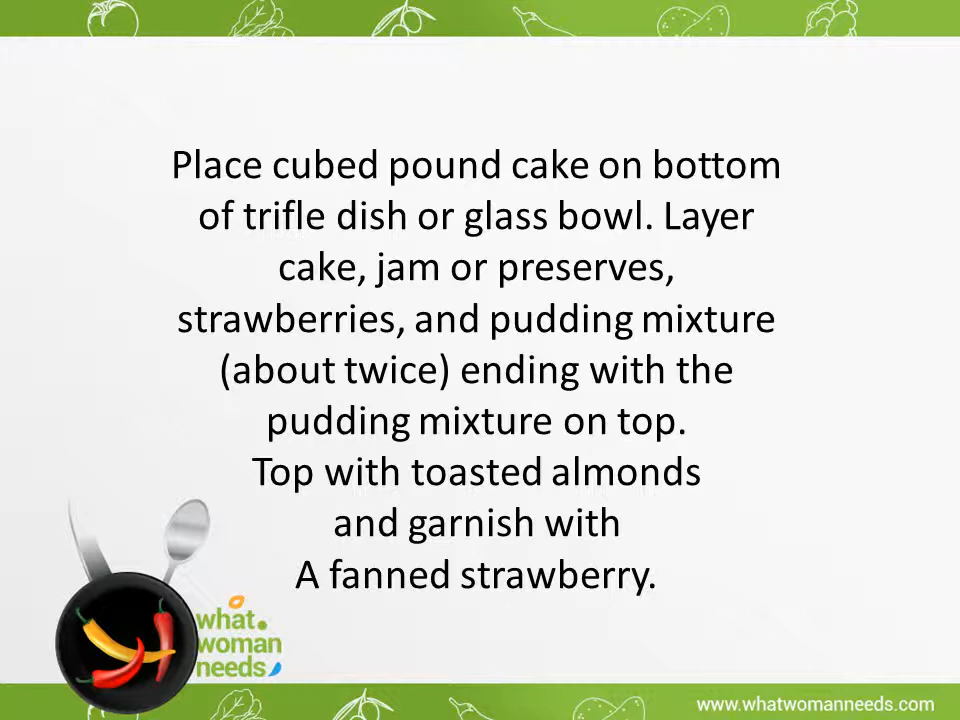 Place cubed pound cake on bottom
of trifle dish or glass bowl. Layer
cake, jam or preserves,
strawberries, and pudding mixture
(about twice) ending with the
pudding mixture on top.
Top with toasted almonds
and garnish with
A fanned strawberry.
what
woman
needs
www.whatwomanneeds.com